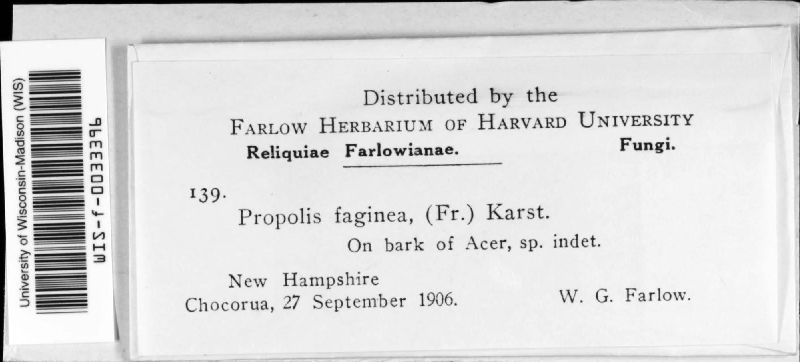 University of Wisconsin-Madison (WIS)
WIS-f-0033396
Distributed by the
FARLOW HERBARIUM OF HARVARD UNIVERSITY
Reliquiae Farlowianae. Fungi.
139.
Propolis faginea, (Fr.) Karst.
On bark of Acer, sp. indet.
New Hampshire
Chocorua, 27 September 1906. W. G. Farlow.